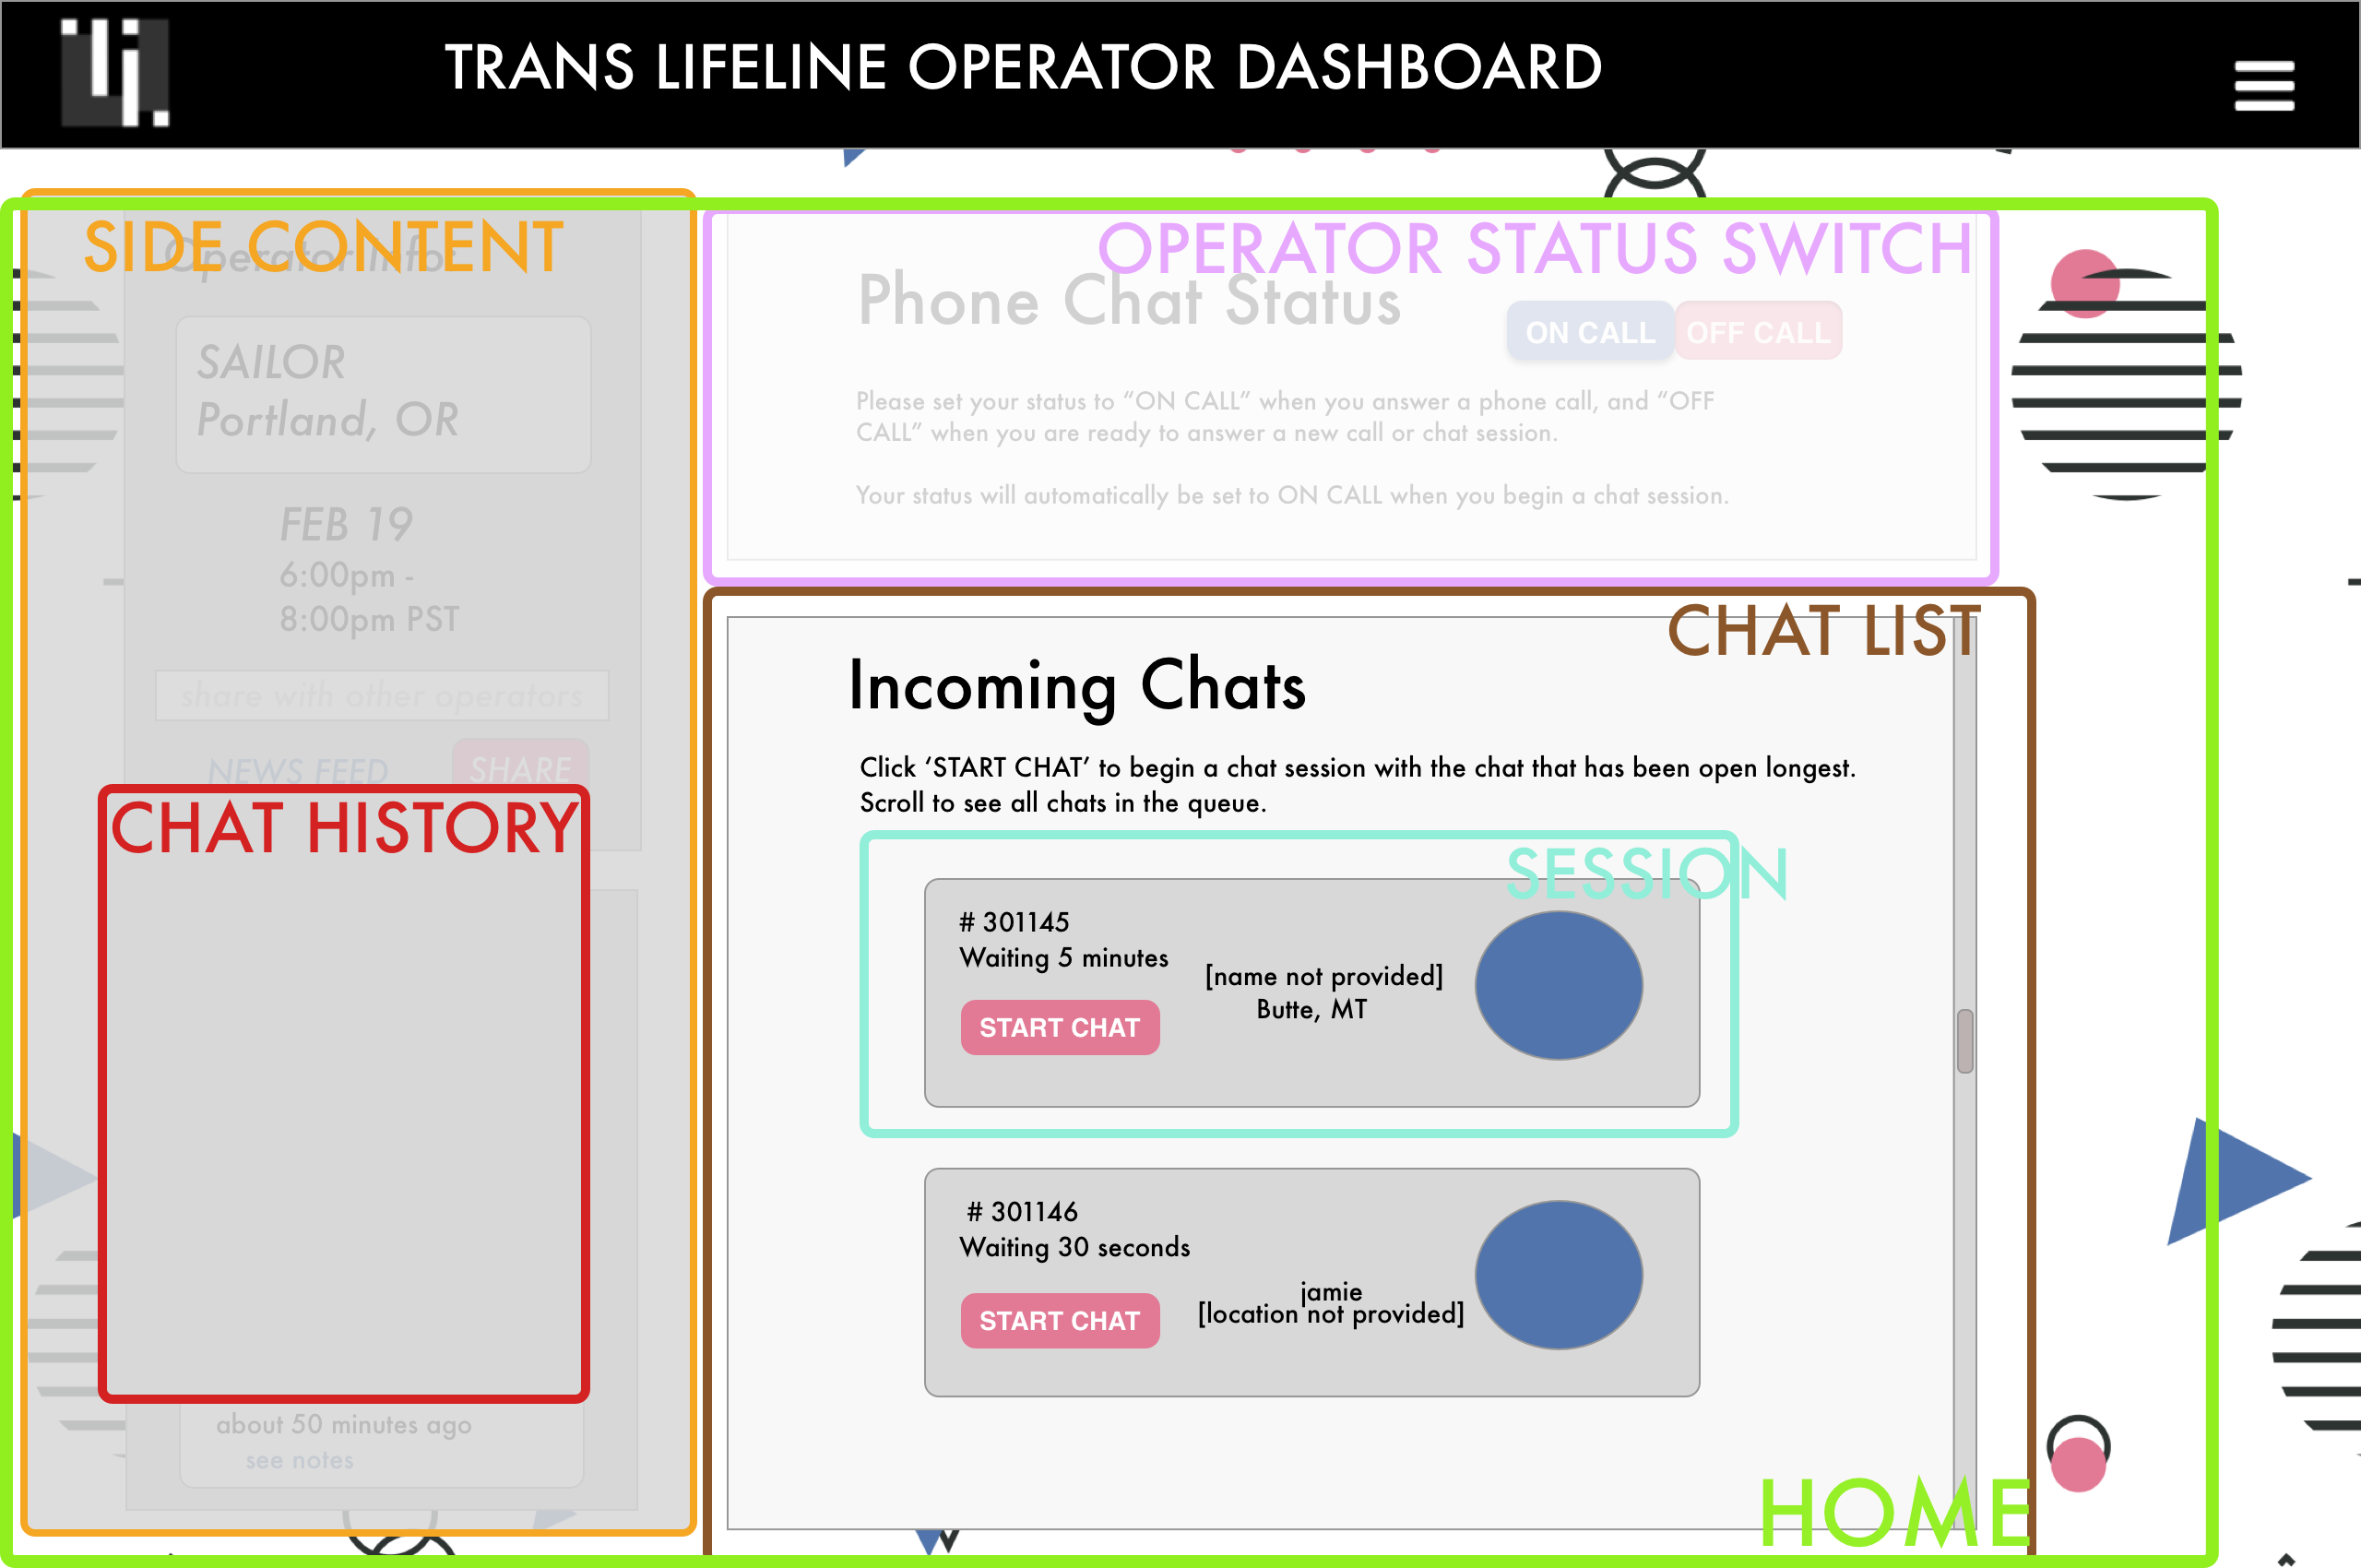 TRANS LIFELINE OPERATOR DASHBOARD
SIDE CONTENT
Operator Info
SAILOR
Portland, OR
FEB 19
6:00pm -
8:00pm PST
share with other operators
NEWS FEED
SHARE
CHAT HISTORY
about 50 minutes ago
see notes
OPERATOR STATUS SWITCH
Phone Chat Status
ON CALL
OFF CALL
Please set your status to “ON CALL” when you answer a phone call, and “OFF
CALL” when you are ready to answer a new call or chat session.
Your status will automatically be set to ON CALL when you begin a chat session.
CHAT LIST
Incoming Chats
Click ‘START CHAT’ to begin a chat session with the chat that has been open longest.
Scroll to see all chats in the queue.
SESSION
# 301145
Waiting 5 minutes
[name not provided]
Butte, MT
START CHAT
# 301146
Waiting 30 seconds
jamie
[location not provided]
START CHAT
HOME